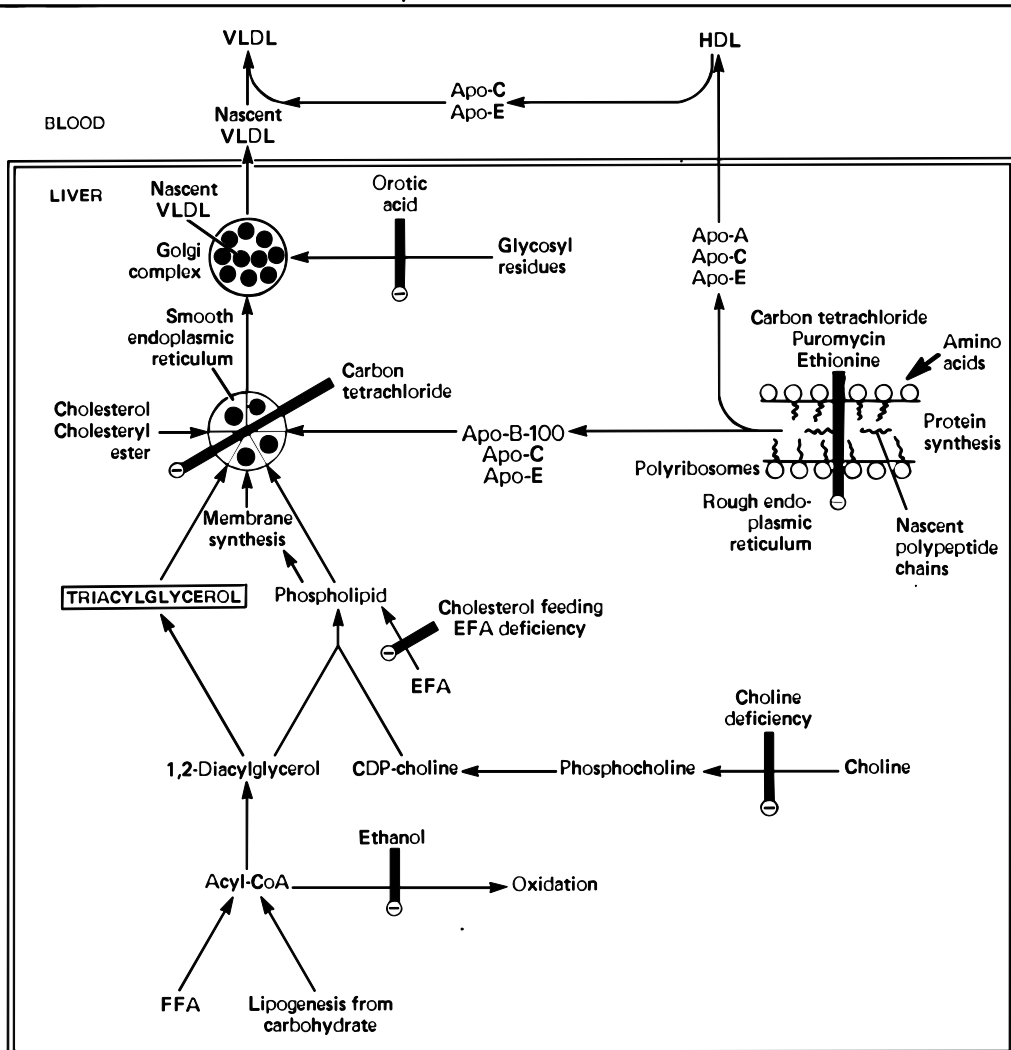 VLDL
HDL
Apo-C
Apo-E
Nascent
VLDL
BLOOD
LIVER
Nascent
VLDL
Orotic
acid
Golgi
complex
Glycosyl
residues
Apo-A
Apo-C
Apo-E
Smooth
endoplasmic
reticulum
Carbon
tetrachloride
Carbon tetrachloride
Puromycin
Ethionine
Amino
acids
Cholesterol
Cholesteryl
ester
Apo-B-100
Apo-C
Apo-E
Protein
synthesis
Polyribosomes
Rough endo-
plasmic
reticulum
Nascent
polypeptide
chains
Membrane
synthesis
TRIACYLGLYCEROL
Phospholipid
Cholesterol feeding
EFA deficiency
EFA
Choline
deficiency
1,2-Diacylglycerol
CDP-choline
Phosphocholine
Choline
Ethanol
Acyl-CoA
Oxidation
FFA
Lipogenesis from
carbohydrate